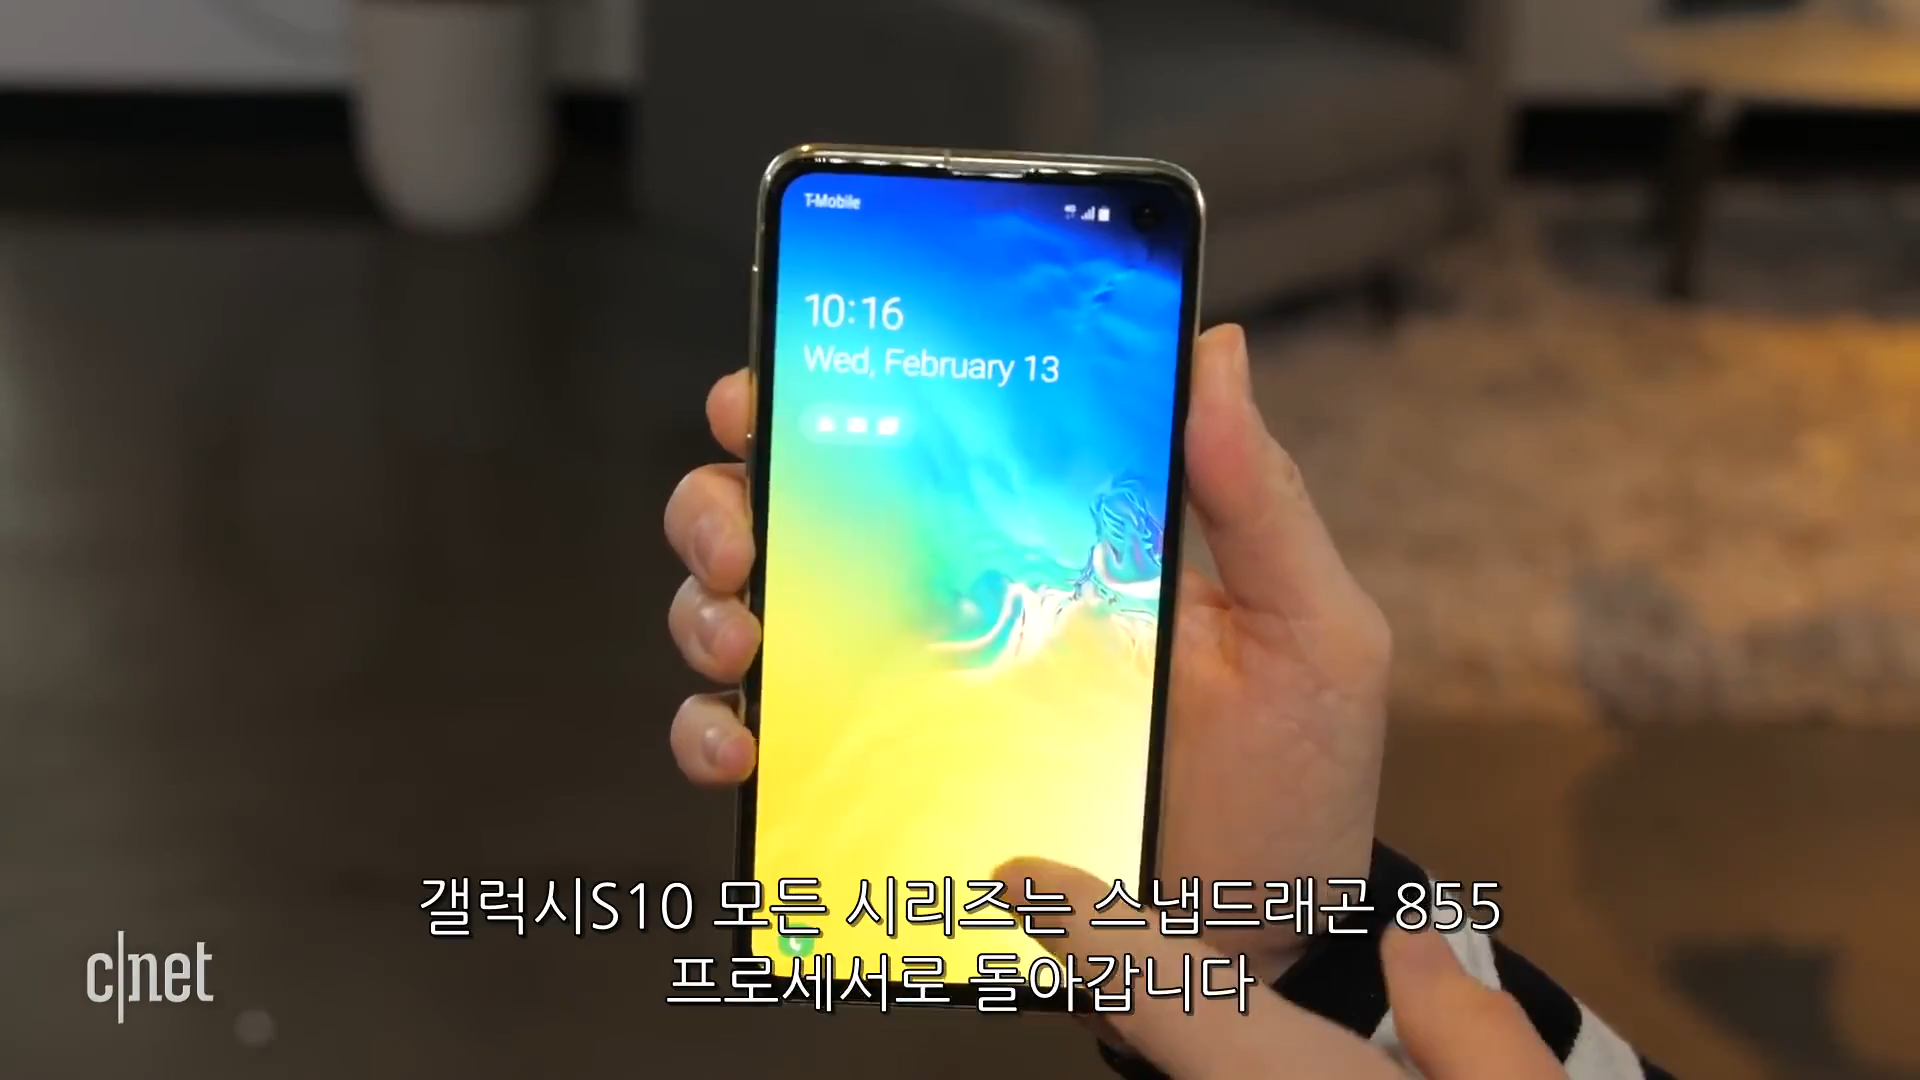 T-Mobile
10:16
Wed, February 13
갤럭시S10 모든 시리즈는 스냅드래곤 855
프로세서로 돌아갑니다
c|net